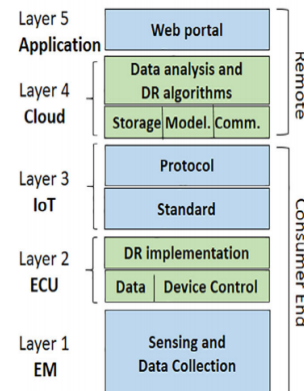 Layer 5
Application
Web portal
Remote
Layer 4
Cloud
Data analysis and
DR algorithms
Storage Model. Comm.
Layer 3
IoT
Protocol
Standard
Consumer End
Layer 2
ECU
DR implementation
Data Device Control
Layer 1
EM
Sensing and
Data Collection